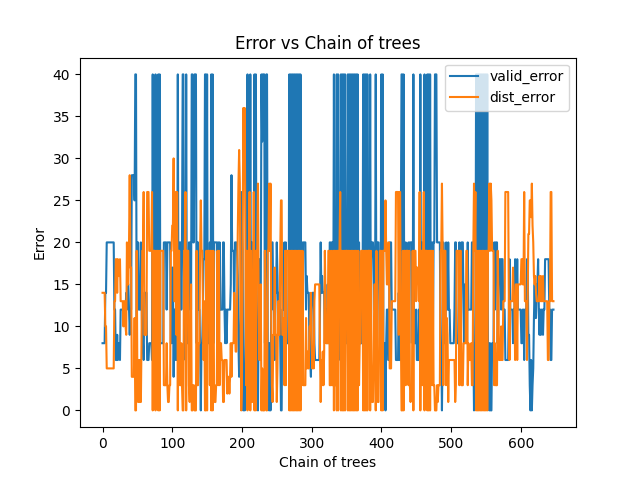 Error vs Chain of trees
valid_error
dist_error
Error
40
35
30
25
20
15
10
5
0
0 100 200 300 400 500 600
Chain of trees